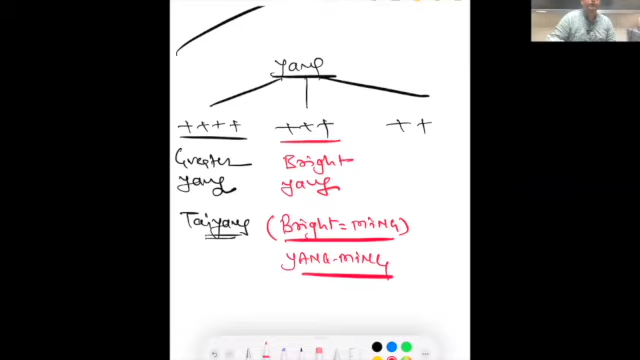 Yang
++++ +++ ++
Greater Bright
Yang Yang
Taiyang (Bright = MING)
YANG-MING